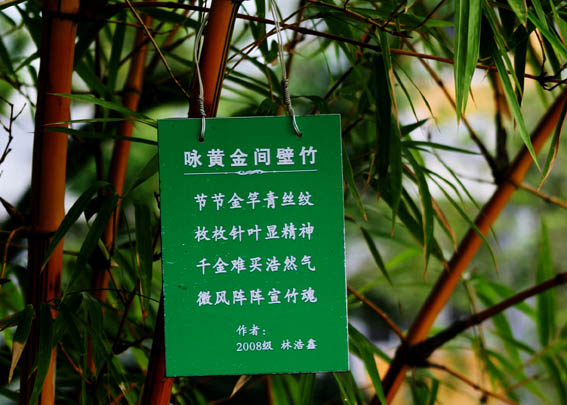 咏黄金间壁竹
节节金竿青丝纹
枚枚针叶显精神
千金难买浩然气
微风阵阵宣竹魂
作者：
2008级 林浩鑫